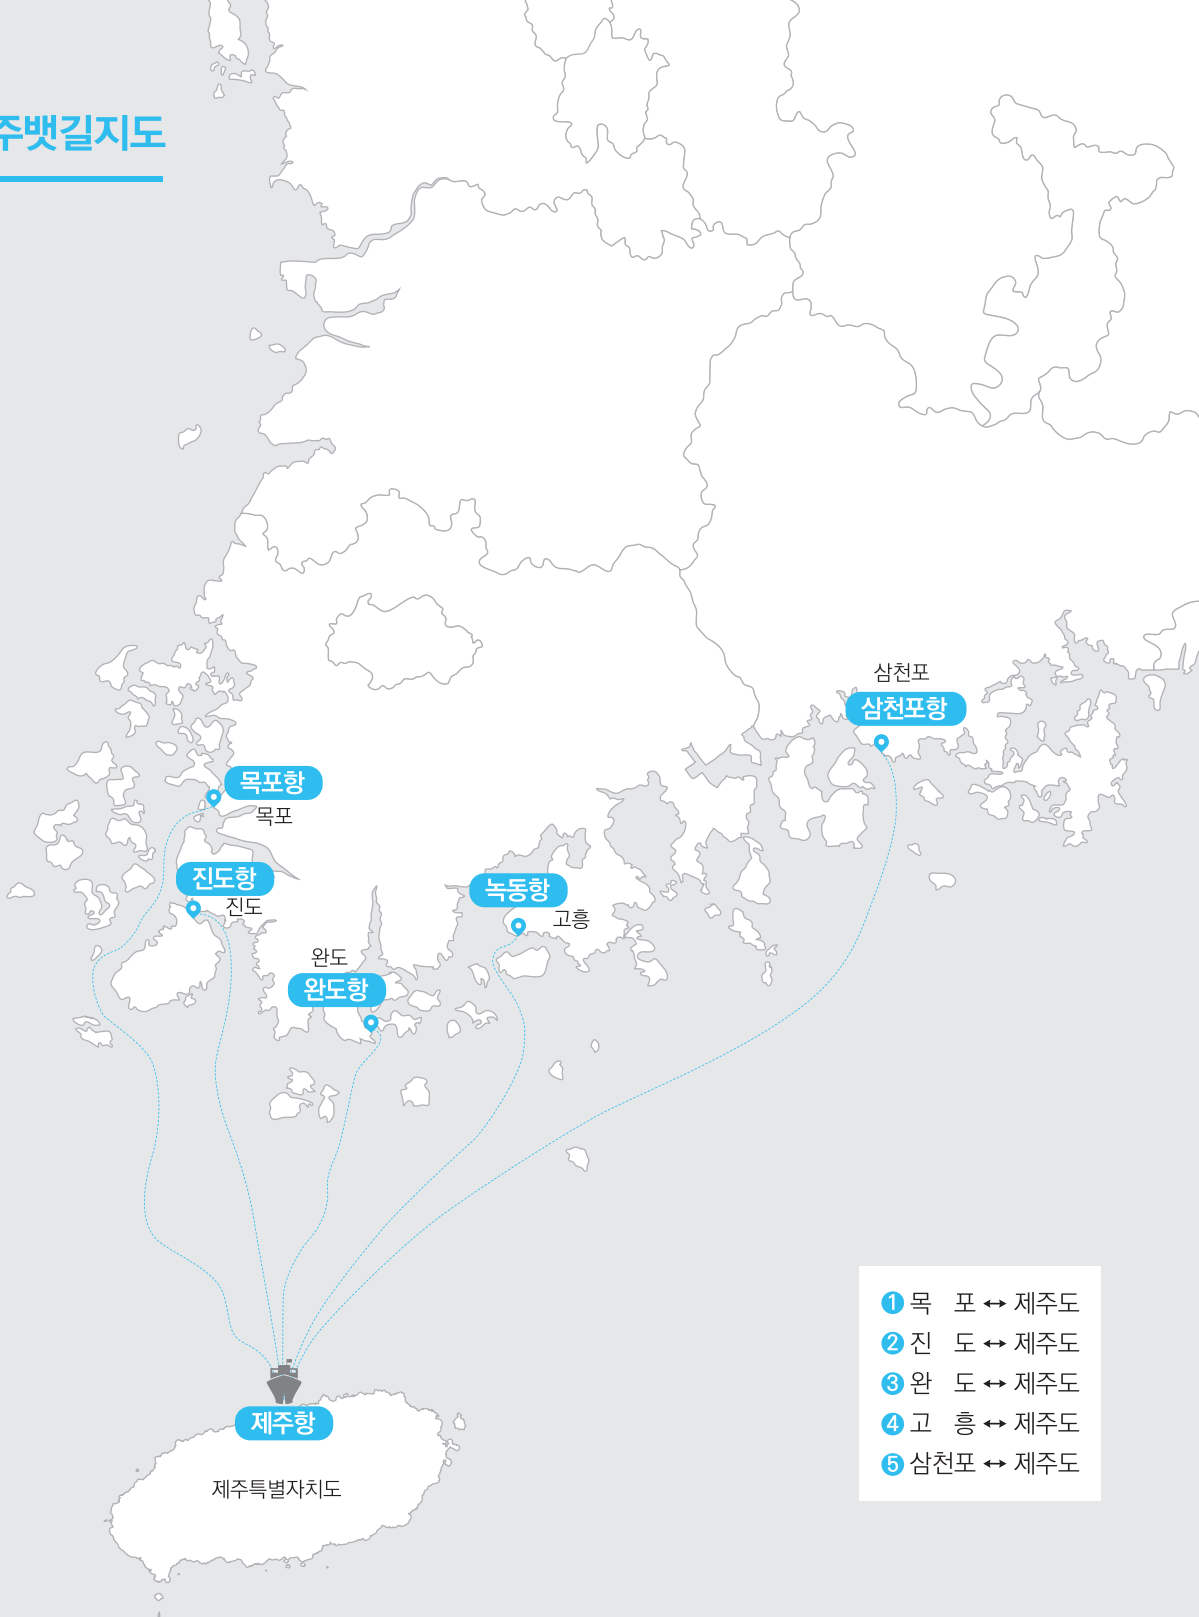 주뱃길지도
삼천포
삼천포항
목포항
목포
진도항
진도
녹동항
고흥
완도
완도항
제주항
제주특별자치도
1 목 포 ↔ 제주도
2 진 도 ↔ 제주도
3 완 도 ↔ 제주도
4 고 흥 ↔ 제주도
5 삼천포 ↔ 제주도